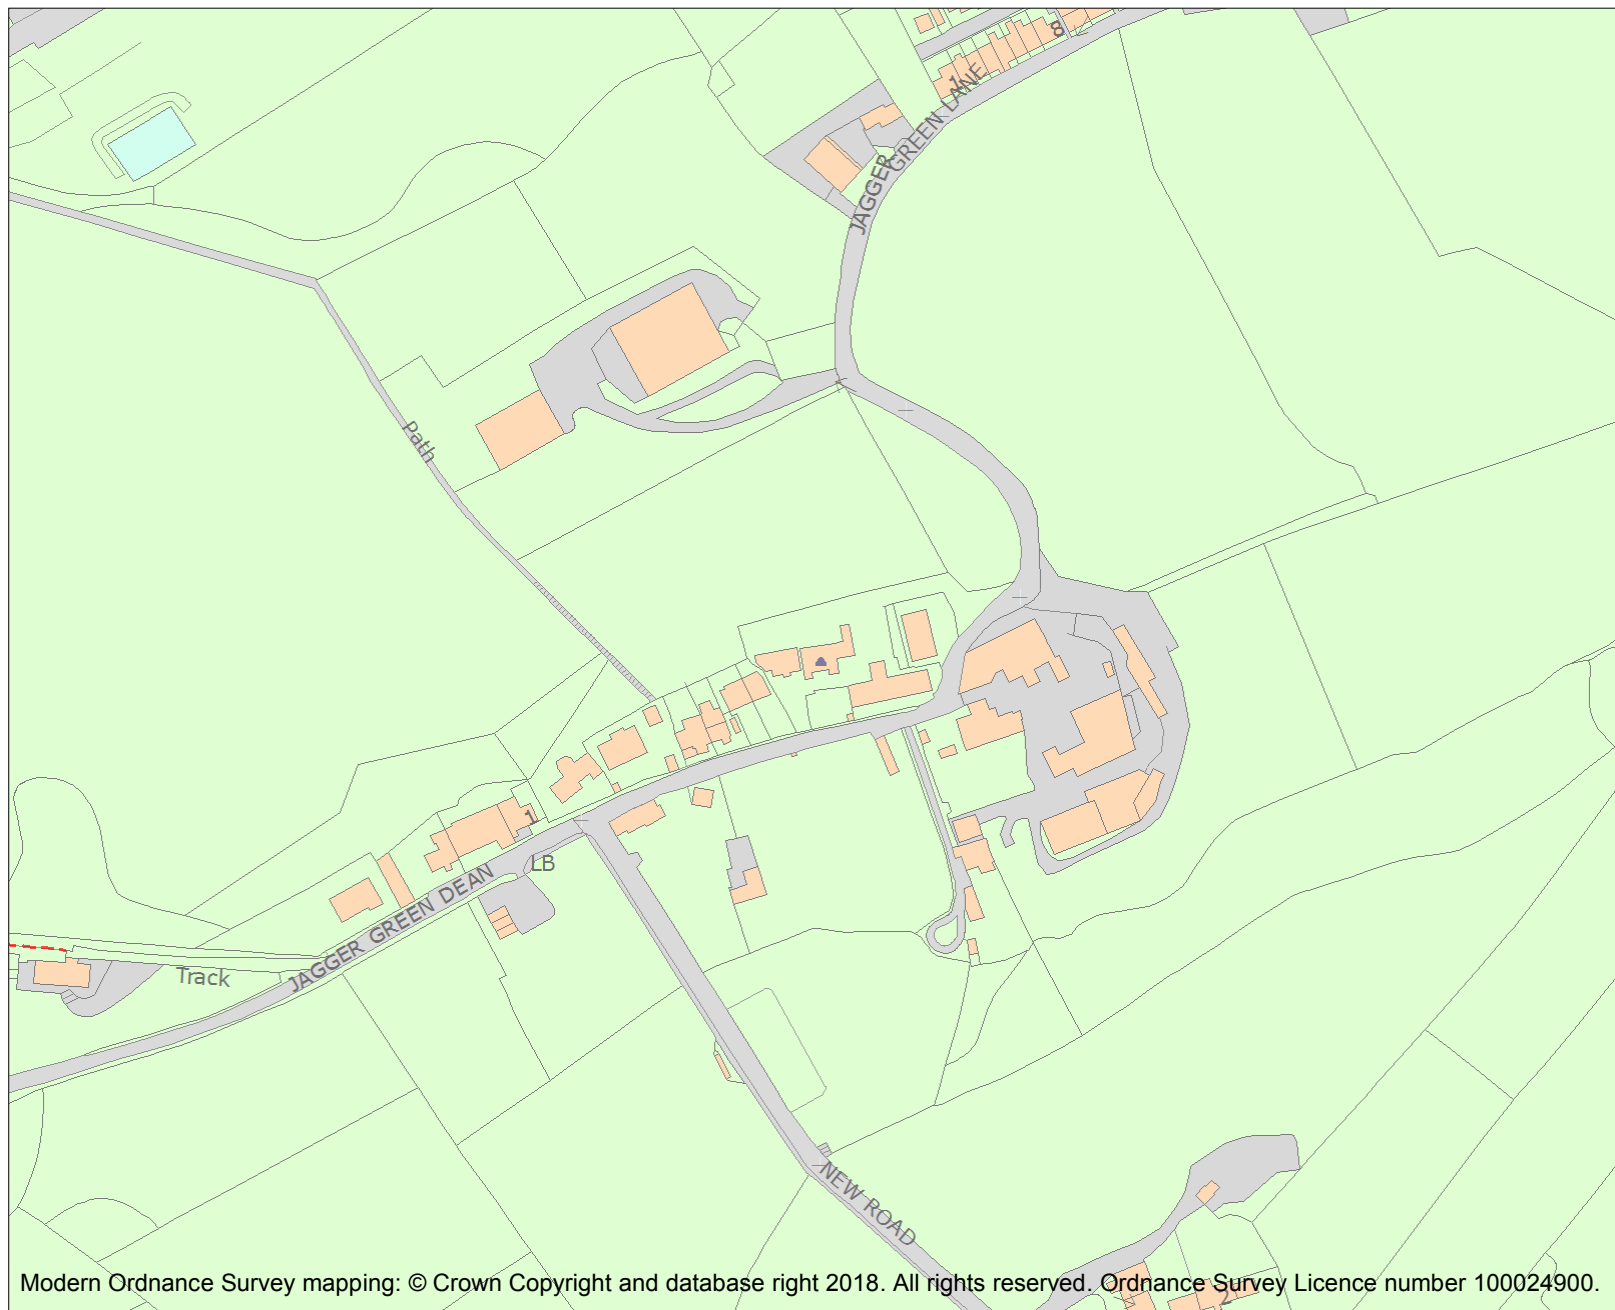 8
1
JAGGER GREEN LANE
Path
1
LB
JAGGER GREEN DEAN
Track
NEW ROAD
2
Modern Ordnance Survey mapping: © Crown Copyright and database right 2018. All rights reserved. Ordnance Survey Licence number 100024900.